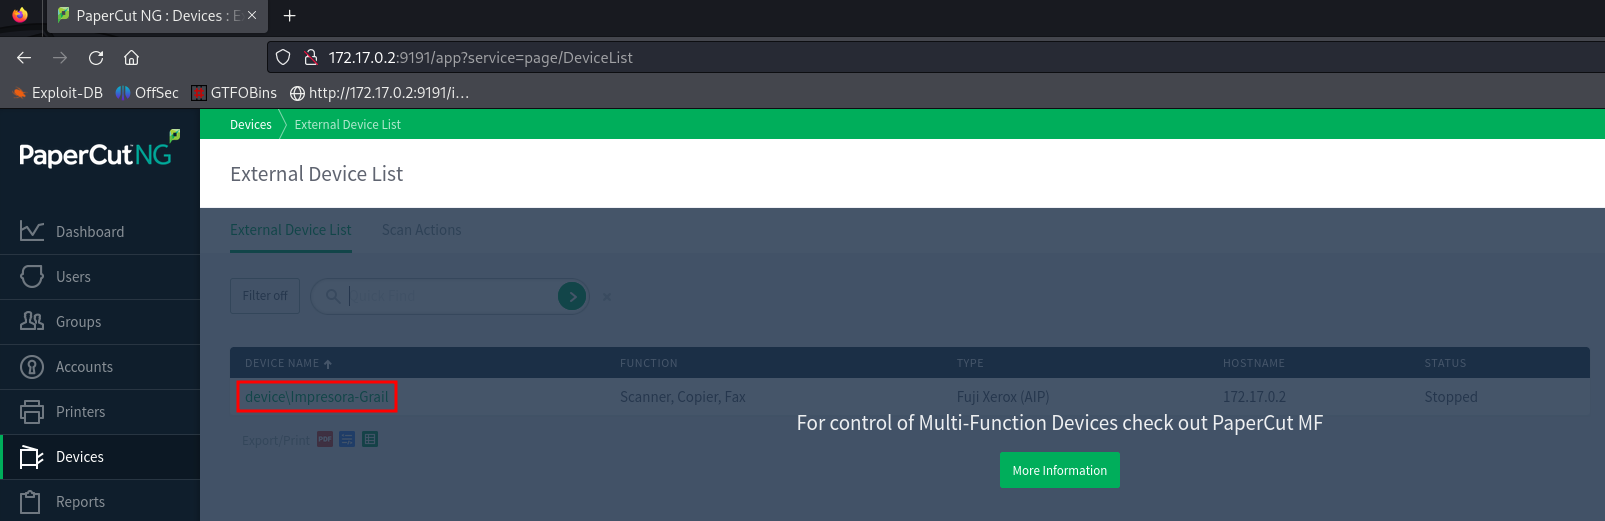 PaperCut NG : Devices : E
172.17.0.2:9191/app?service=page/DeviceList
Exploit-DB OffSec GTFOBins http://172.17.0.2:9191/i...
PaperCut NG
Devices External Device List
External Device List
Dashboard
Users
Groups
Accounts
Printers
Devices
Reports
External Device List Scan Actions
Filter off
DEVICE NAME FUNCTION TYPE HOSTNAME STATUS
device\Impresora-Grail Scanner, Copier, Fax Fuji Xerox (AIP) 172.17.0.2 Stopped
For control of Multi-Function Devices check out PaperCut MF
Export/Print PDF
More Information